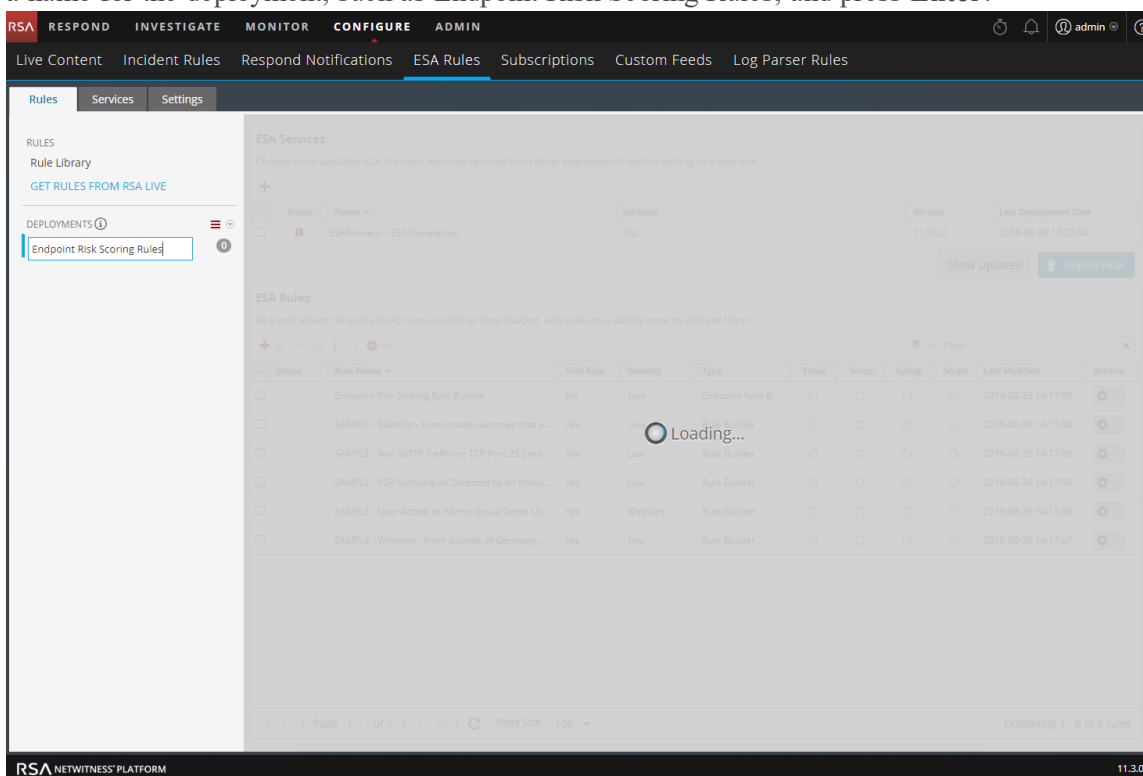 a name for the deployment, such as Endpoint Risk Scoring Rules, and press Enter.
RSA RESPOND INVESTIGATE MONITOR CONFIGURE ADMIN admin
Live Content Incident Rules Respond Notifications ESA Rules Subscriptions Custom Feeds Log Parser Rules
Rules Services Settings
RULES
Rule Library
GET RULES FROM RSA LIVE
DEPLOYMENTS
Endpoint Risk Scoring Rules 0
ESA Services
Choose from available ESA Services. Remove services from other deployments before adding to a new one.
Status Name Address Version Last Deployment Date
ESAPrimary! - ESA Correlation 10.. 11.3.0.2 2019-08-26 17:27:04
Show Updates Deploy Now
ESA Rules
All Event Stream Analysis (ESA) rules created or downloaded. Add rules to a deployment to activate them.
Filter
Status Rule Name Trial Rule Severity Type Email Snmp Syslog Script Last Modified Actions
Endpoint Risk Scoring Rule Bundle No Low Endpoint Rule B... 2019-08-26 14:17:09
SAMPLE - Blacklist - From inside countries that a... Yes Low Rule Builder 2019-08-26 14:17:08
Loading...
SAMPLE - Non SMTP Traffic on TCP Port 25 Cont... Yes Low Rule Builder 2019-08-26 14:17:09
SAMPLE - P2P Software as Detected by an Intrus... Yes Low Rule Builder 2019-08-26 14:17:08
SAMPLE - User Added to Admin Group Same Us... Yes Medium Rule Builder 2019-08-26 14:17:08
SAMPLE - Whitelist - From outside of Germany, ... Yes Low Rule Builder 2019-08-26 14:17:07
Page 1 of 1 Page Size 100 Displaying 1 - 6 of 6 rules
RSA NETWITNESS PLATFORM 11.3.0